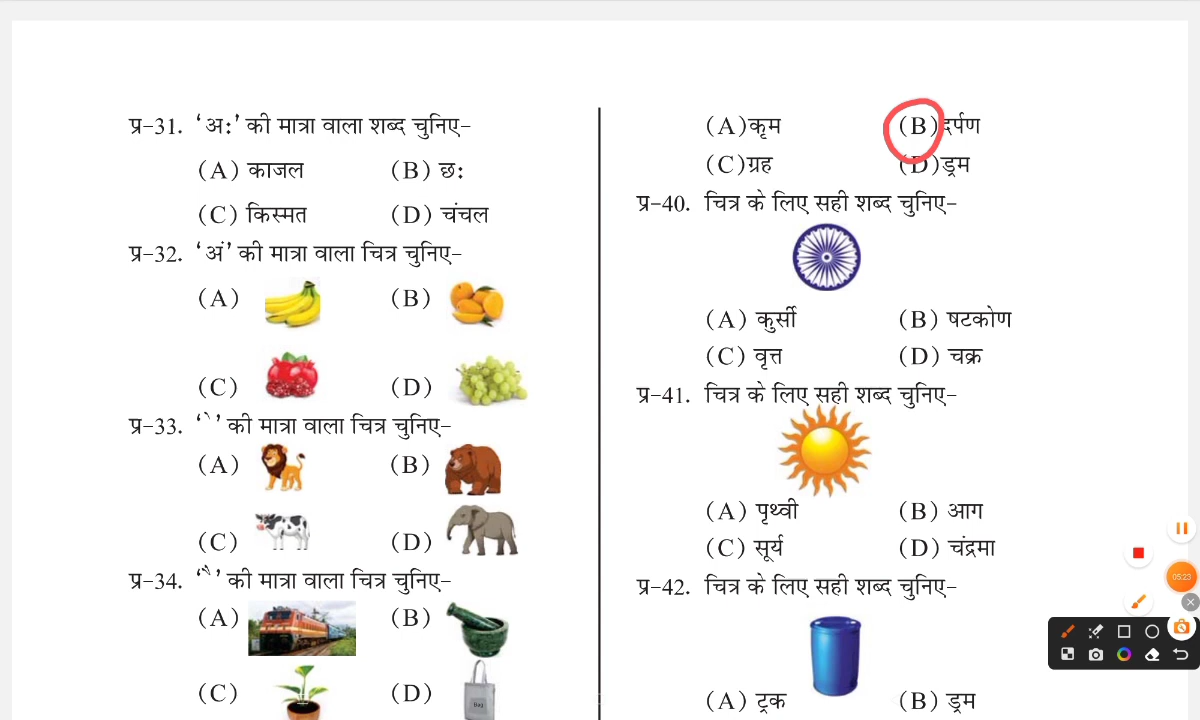 प्र-31. ‘अः’ की मात्रा वाला शब्द चुनिए-
(A) काजल (B) छः
(C) किस्मत (D) चंचल
प्र-32. ‘अं’ की मात्रा वाला चित्र चुनिए-
(A) (B)
(C) (D)
प्र-33. ‘े’ की मात्रा वाला चित्र चुनिए-
(A) (B)
(C) (D)
प्र-34. ‘ै’ की मात्रा वाला चित्र चुनिए-
(A) (B)
(C) (D)
(A)कृम (B)दर्पण
(C)ग्रह (D)ड्रम
प्र-40. चित्र के लिए सही शब्द चुनिए-
(A) कुर्सी (B) षटकोण
(C) वृत्त (D) चक्र
प्र-41. चित्र के लिए सही शब्द चुनिए-
(A) पृथ्वी (B) आग
(C) सूर्य (D) चंद्रमा
प्र-42. चित्र के लिए सही शब्द चुनिए-
(A) ट्रक (B) ड्रम
05:23